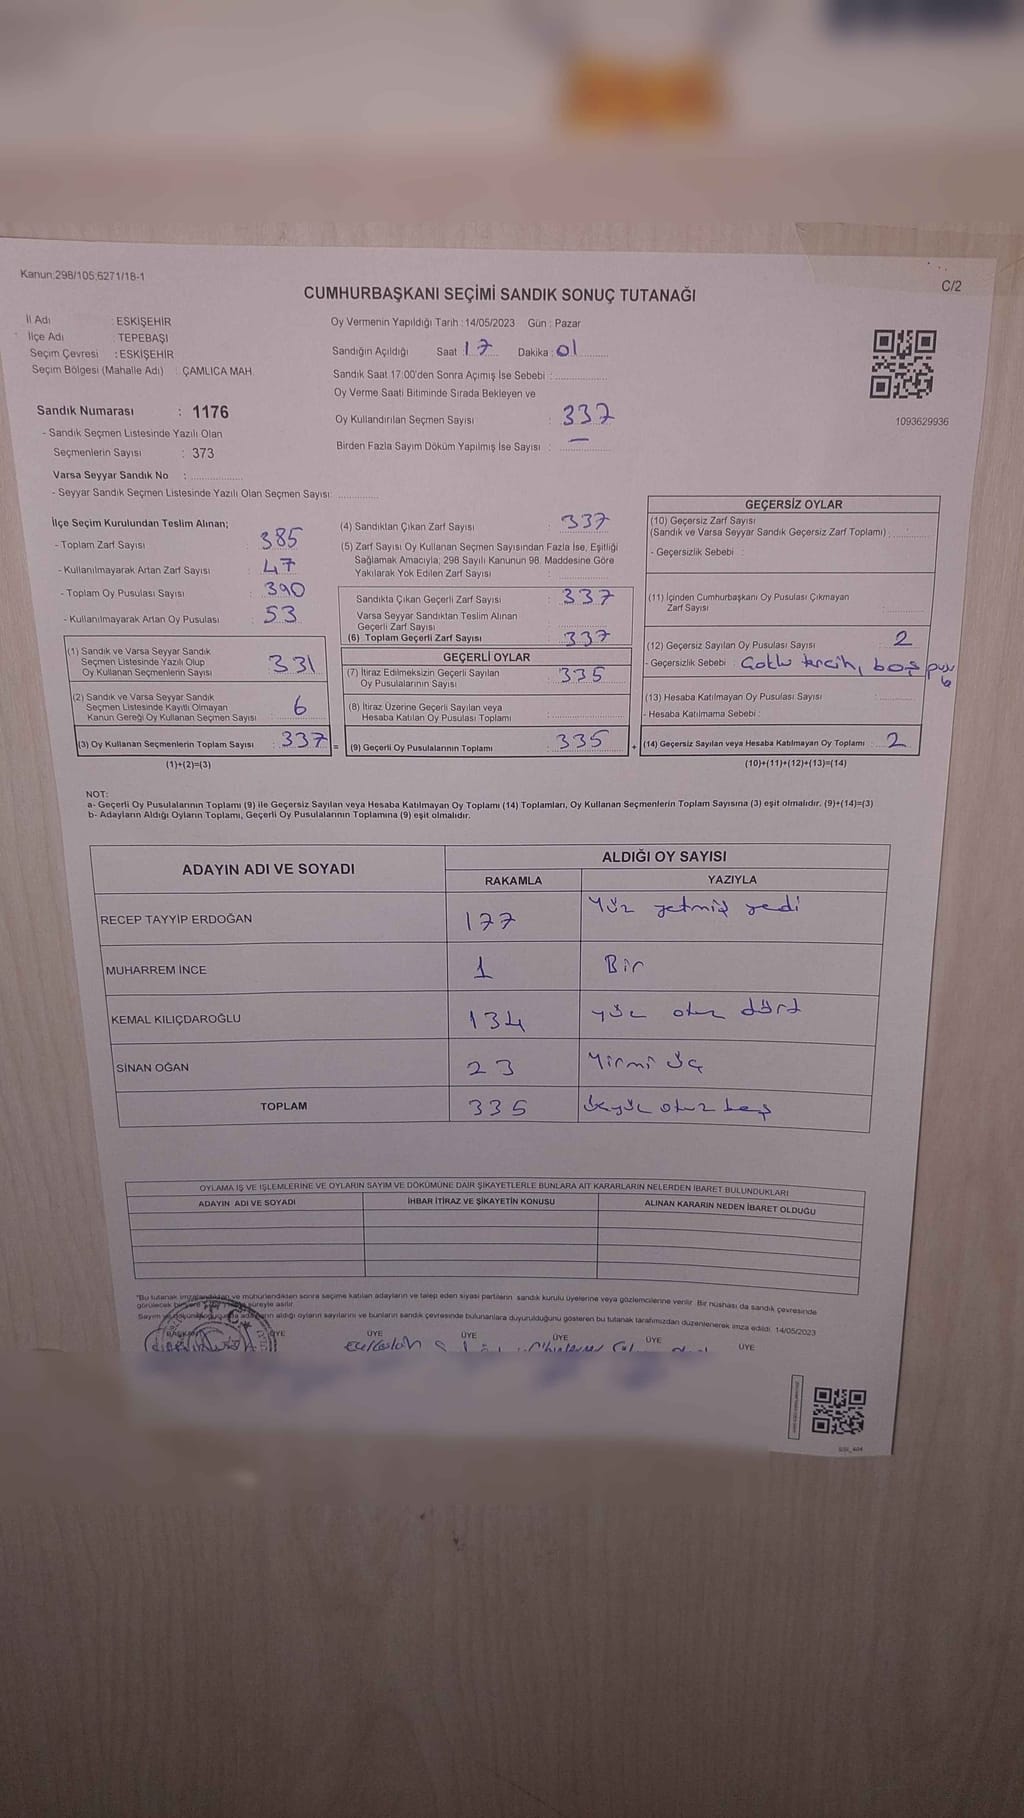 Kanun:298/105;6271/18-1
C/2
CUMHURBAŞKANI SEÇİMİ SANDIK SONUÇ TUTANAĞI
İl Adı : ESKİŞEHİR
İlçe Adı : TEPEBAŞI
Seçim Çevresi : ESKİŞEHİR
Seçim Bölgesi (Mahalle Adı) : ÇAMLICA MAH.
Sandık Numarası : 1176
- Sandık Seçmen Listesinde Yazılı Olan
Seçmenlerin Sayısı : 373
Varsa Seyyar Sandık No :
- Seyyar Sandık Seçmen Listesinde Yazılı Olan Seçmen Sayısı:
Oy Vermenin Yapıldığı Tarih : 14/05/2023 Gün : Pazar
Sandığın Açıldığı Saat 17 Dakika : 01
Sandık Saat 17:00'den Sonra Açımış İse Sebebi :
Oy Verme Saati Bitiminde Sırada Bekleyen ve
Oy Kullandırılan Seçmen Sayısı : 337
Birden Fazla Sayım Döküm Yapılmış İse Sayısı : —
1093629936
İlçe Seçim Kurulundan Teslim Alınan;
- Toplam Zarf Sayısı : 385
- Kullanılmayarak Artan Zarf Sayısı : 47
- Toplam Oy Pusulası Sayısı : 390
- Kullanılmayarak Artan Oy Pusulası : 53
(1) Sandık ve Varsa Seyyar Sandık
Seçmen Listesinde Yazılı Olup
Oy Kullanan Seçmenlerin Sayısı : 331
(2) Sandık ve Varsa Seyyar Sandık
Seçmen Listesinde Kayıtlı Olmayan
Kanun Gereği Oy Kullanan Seçmen Sayısı : 6
(3) Oy Kullanan Seçmenlerin Toplam Sayısı : 337
(1)+(2)=(3)
(4) Sandıktan Çıkan Zarf Sayısı : 337
(5) Zarf Sayısı Oy Kullanan Seçmen Sayısından Fazla İse, Eşitliği
Sağlamak Amacıyla, 298 Sayılı Kanunun 98. Maddesine Göre
Yakılarak Yok Edilen Zarf Sayısı :
Sandıkta Çıkan Geçerli Zarf Sayısı : 337
Varsa Seyyar Sandıktan Teslim Alınan
Geçerli Zarf Sayısı :
(6) Toplam Geçerli Zarf Sayısı : 337
GEÇERLİ OYLAR
(7) İtiraz Edilmeksizin Geçerli Sayılan
Oy Pusulalarının Sayısı : 335
(8) İtiraz Üzerine Geçerli Sayılan veya
Hesaba Katılan Oy Pusulası Toplamı :
= (9) Geçerli Oy Pusulalarının Toplamı : 335
GEÇERSİZ OYLAR
(10) Geçersiz Zarf Sayısı
(Sandık ve Varsa Seyyar Sandık Geçersiz Zarf Toplamı) :
- Geçersizlik Sebebi :
(11) İçinden Cumhurbaşkanı Oy Pusulası Çıkmayan
Zarf Sayısı :
(12) Geçersiz Sayılan Oy Pusulası Sayısı : 2
- Geçersizlik Sebebi : Çoklu tercih, boş
(13) Hesaba Katılmayan Oy Pusulası Sayısı :
- Hesaba Katılmama Sebebi :
+ (14) Geçersiz Sayılan veya Hesaba Katılmayan Oy Toplamı : 2
(10)+(11)+(12)+(13)=(14)
NOT:
a- Geçerli Oy Pusulalarının Toplamı (9) ile Geçersiz Sayılan veya Hesaba Katılmayan Oy Toplamı (14) Toplamları, Oy Kullanan Seçmenlerin Toplam Sayısına (3) eşit olmalıdır. (9)+(14)=(3)
b- Adayların Aldığı Oyların Toplamı, Geçerli Oy Pusulalarının Toplamına (9) eşit olmalıdır.
ADAYIN ADI VE SOYADI
ALDIĞI OY SAYISI
RAKAMLA YAZIYLA
RECEP TAYYİP ERDOĞAN 177 Yüz yetmiş yedi
MUHARREM İNCE 1 Bir
KEMAL KILIÇDAROĞLU 134 yüz otuz dört
SİNAN OĞAN 23 Yirmi üç
TOPLAM 335 üçyüz otuz beş
OYLAMA İŞ VE İŞLEMLERİNE VE OYLARIN SAYIM VE DÖKÜMÜNE DAİR ŞİKAYETLERLE BUNLARA AİT KARARLARIN NELERDEN İBARET BULUNDUKLARI
ADAYIN ADI VE SOYADI İHBAR İTİRAZ VE ŞİKAYETİN KONUSU ALINAN KARARIN NEDEN İBARET OLDUĞU
"Bu tutanak imzalandıktan ve mühürlendikten sonra seçime katılan adayların ve talep eden siyasi partilerin sandık kurulu üyelerine veya gözlemcilerine verilir. Bir nüshası da sandık çevresinde
görülecek bir süreyle asılır.
Sayım ve adayların aldığı oyların sayılarını ve bunların sandık çevresinde bulunanlara duyurulduğunu gösteren bu tutanak tarafımızdan düzenlenerek imza edildi. 14/05/2023
BAŞKAN ÜYE ÜYE ÜYE ÜYE ÜYE ÜYE